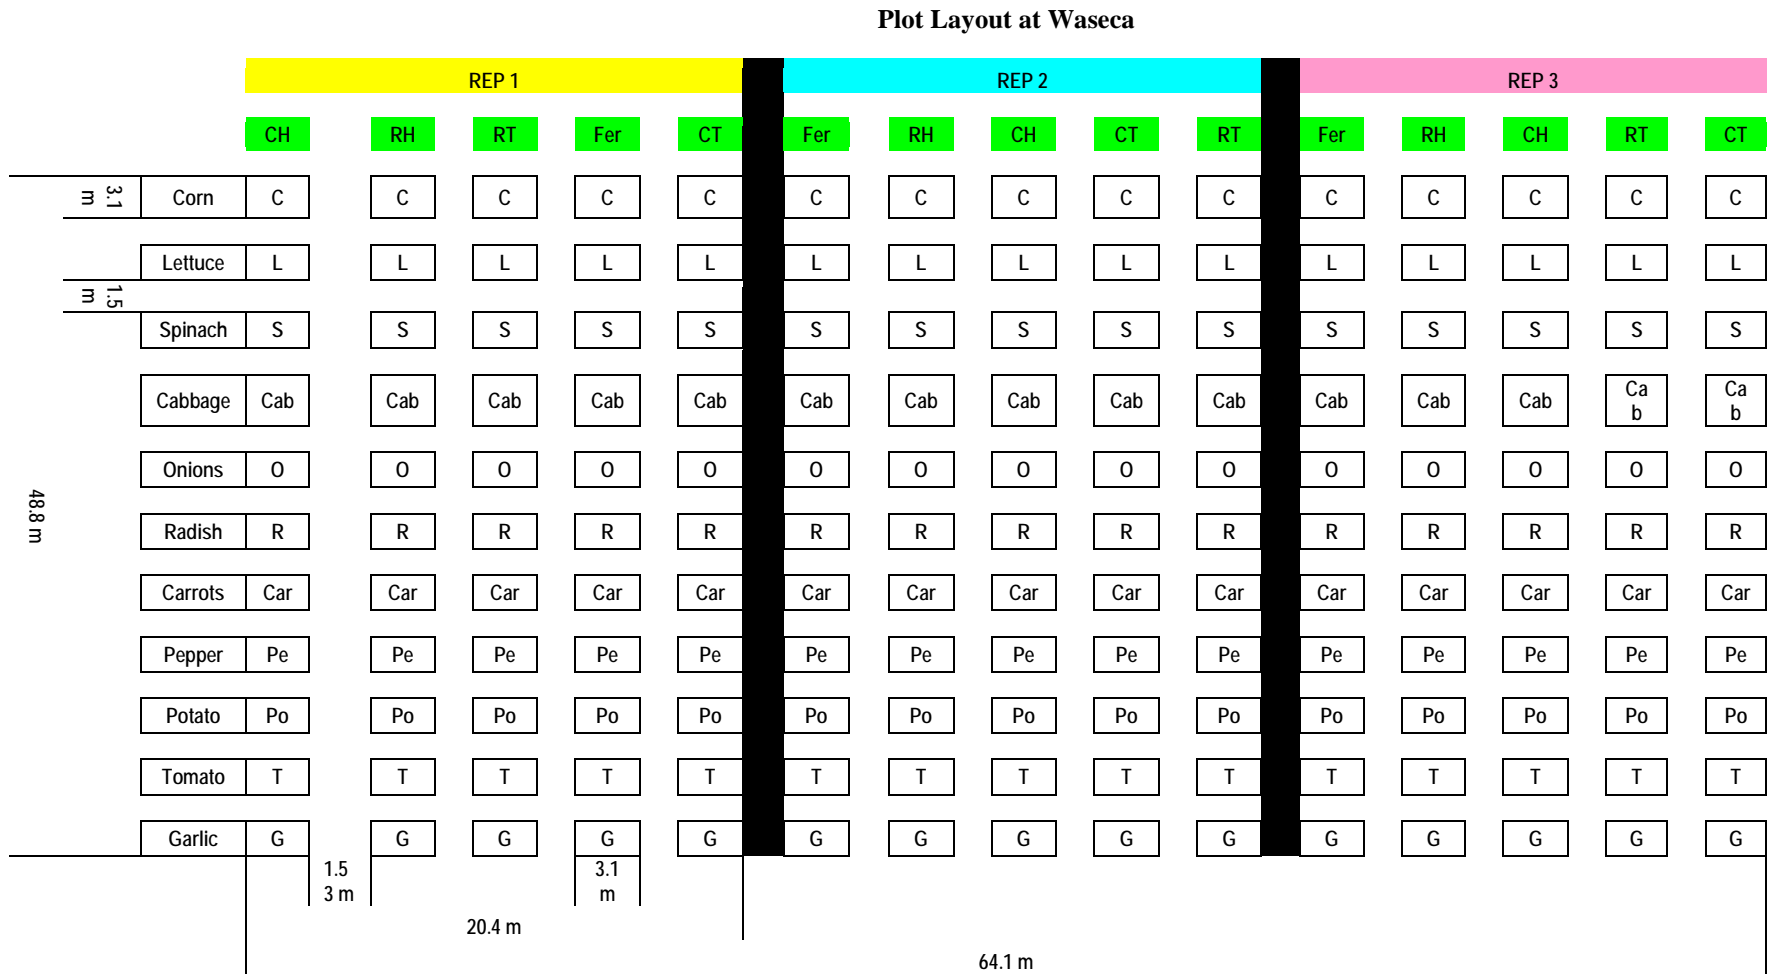 Plot Layout at Waseca
REP 1 REP 2 REP 3
CH RH RT Fer CT Fer RH CH CT RT Fer RH CH RT CT
3.1
m
Corn C C C C C C C C C C C C C C C
Lettuce L L L L L L L L L L L L L L L
1.5
m
Spinach S S S S S S S S S S S S S S S
Cabbage Cab Cab Cab Cab Cab Cab Cab Cab Cab Cab Cab Cab Cab Ca Ca
b b
Onions O O O O O O O O O O O O O O O
48.8 m
Radish R R R R R R R R R R R R R R R
Carrots Car Car Car Car Car Car Car Car Car Car Car Car Car Car Car
Pepper Pe Pe Pe Pe Pe Pe Pe Pe Pe Pe Pe Pe Pe Pe Pe
Potato Po Po Po Po Po Po Po Po Po Po Po Po Po Po Po
Tomato T T T T T T T T T T T T T T T
Garlic G G G G G G G G G G G G G G G
1.5 3.1
3 m m
20.4 m
64.1 m